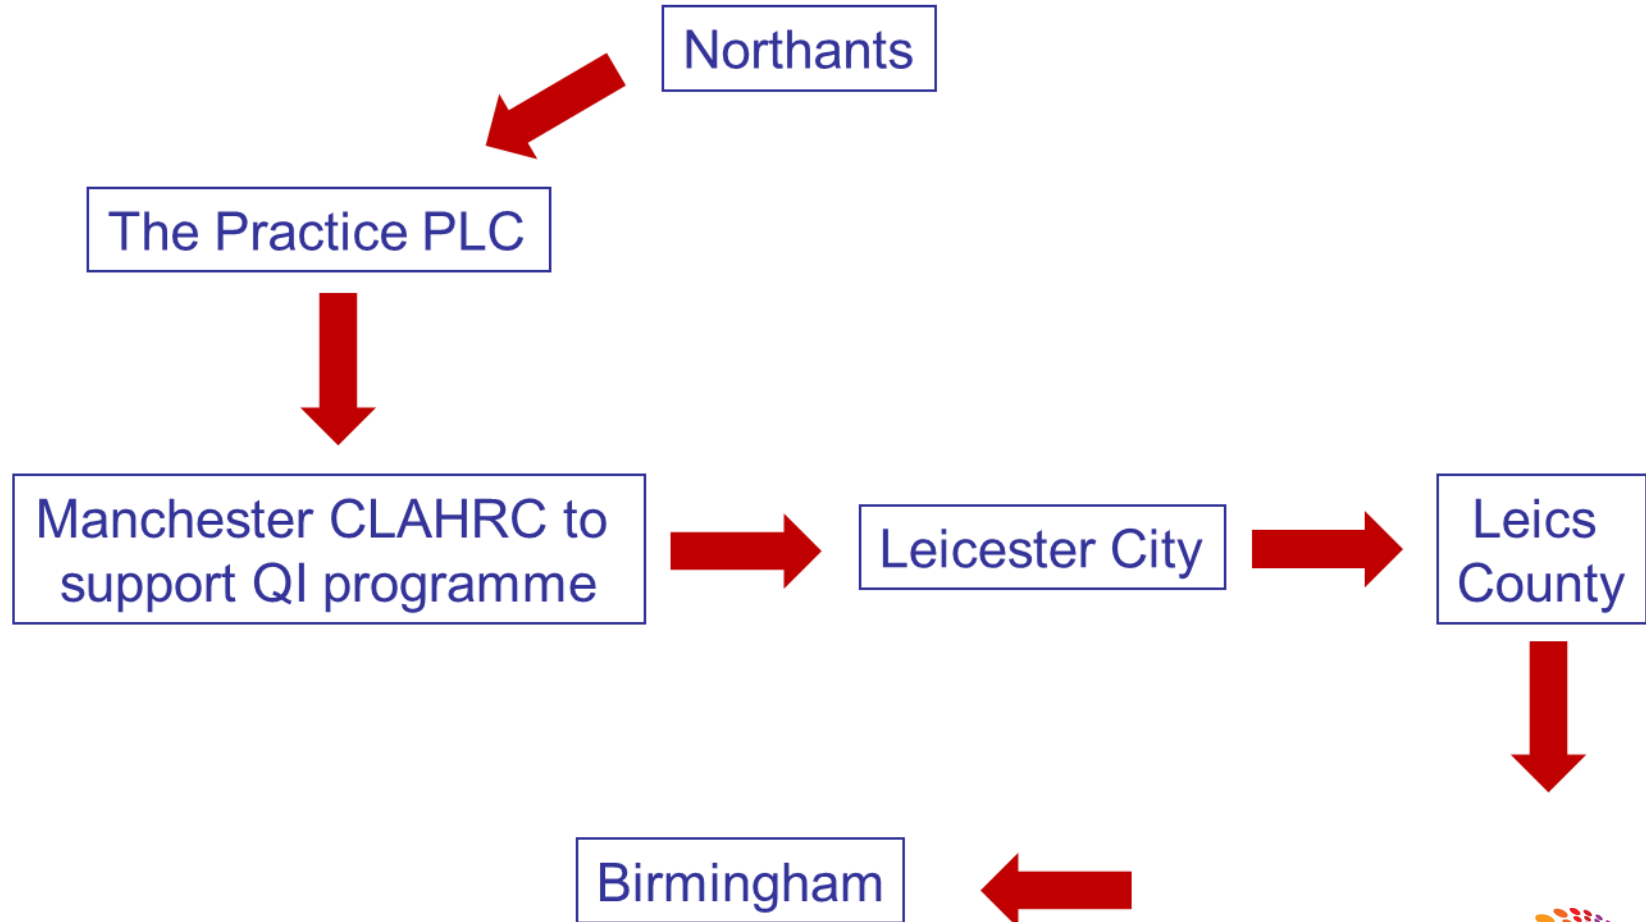 Northants
The Practice PLC
Manchester CLAHRC to
support QI programme
Leicester City
Leics
County
Birmingham